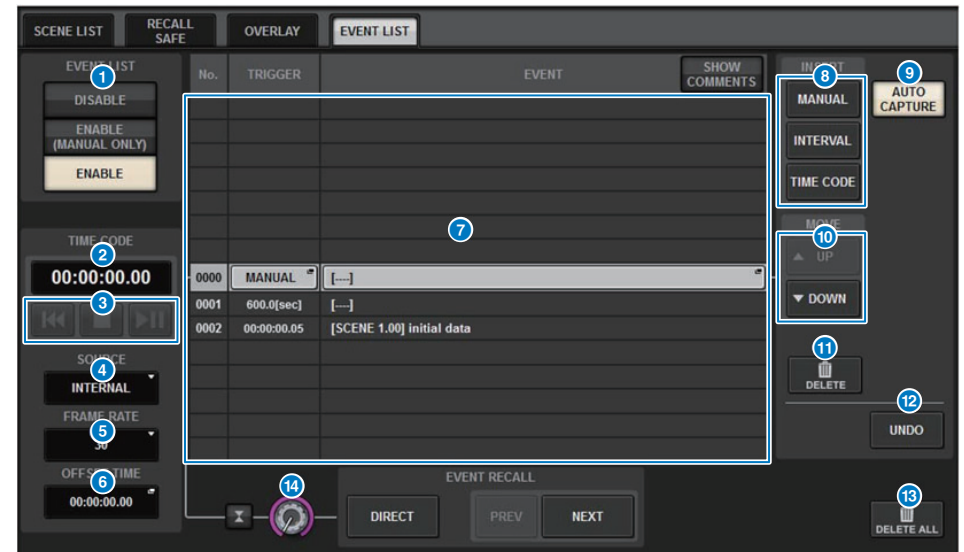 SCENE LIST
RECALL SAFE
OVERLAY
EVENT LIST
EVENT LIST
1
DISABLE
ENABLE
(MANUAL ONLY)
ENABLE
TIME CODE
2
00:00:00.00
3
SOURCE
4
INTERNAL
FRAME RATE
5
30
OFFSET TIME
6
00:00:00.00
No. TRIGGER EVENT
SHOW
COMMENTS
7
0000 MANUAL [----]
0001 600.0[sec] [----]
0002 00:00:00.05 [SCENE 1.00] initial data
14
EVENT RECALL
DIRECT PREV NEXT
INSERT
8
MANUAL
INTERVAL
TIME CODE
9
AUTO
CAPTURE
MOVE
10
UP
DOWN
11
DELETE
12
UNDO
13
DELETE ALL